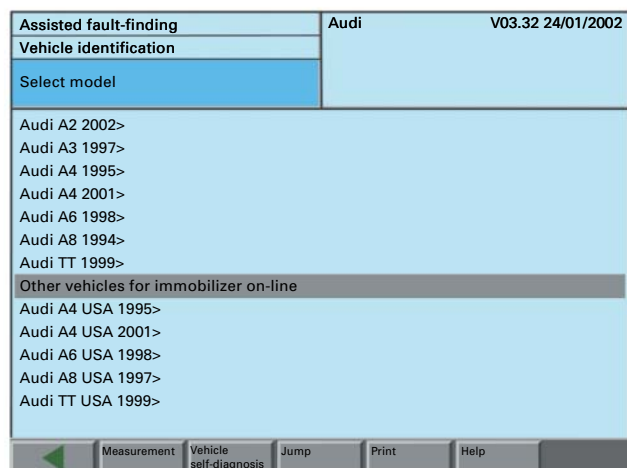 Assisted fault-finding
Vehicle identification
Select model
Audi V03.32 24/01/2002
Audi A2 2002>
Audi A3 1997>
Audi A4 1995>
Audi A4 2001>
Audi A6 1998>
Audi A8 1994>
Audi TT 1999>
Other vehicles for immobilizer on-line
Audi A4 USA 1995>
Audi A4 USA 2001>
Audi A6 USA 1998>
Audi A8 USA 1997>
Audi TT USA 1999>
Measurement
Vehicle
self-diagnosis
Jump
Print
Help